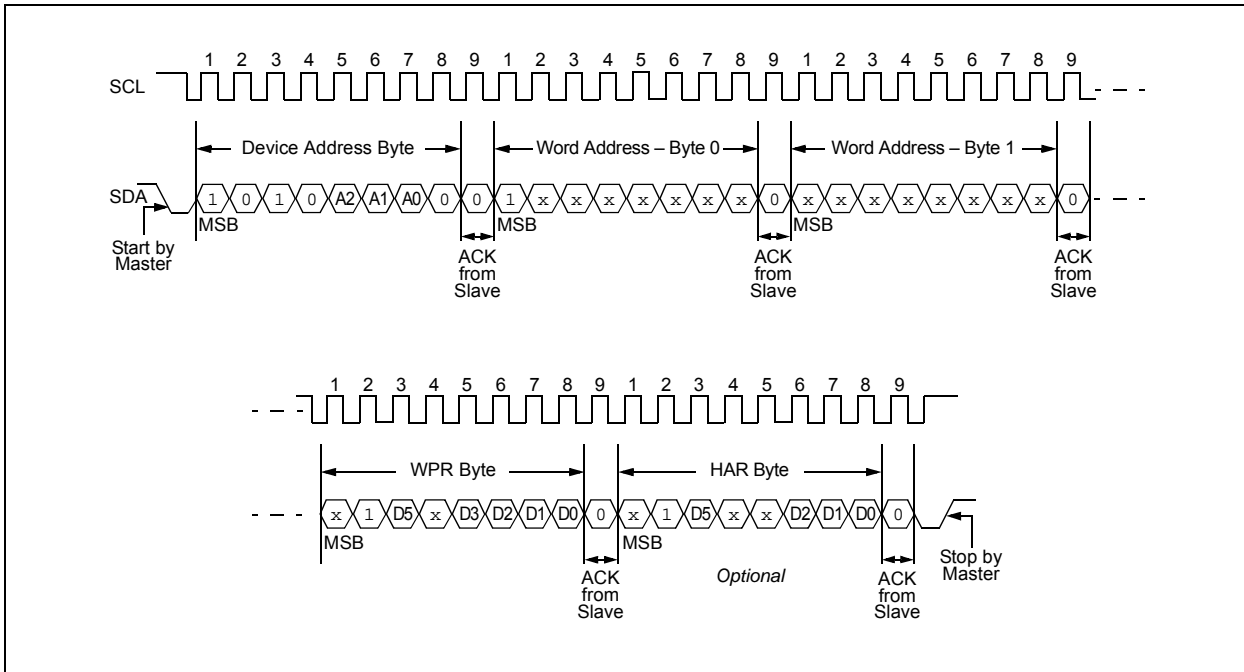 1 2 3 4 5 6 7 8 9 1 2 3 4 5 6 7 8 9 1 2 3 4 5 6 7 8 9
SCL
Device Address Byte Word Address – Byte 0 Word Address – Byte 1
SDA 1 0 1 0 A2 A1 A0 0 0 1 x x x x x x x 0 x x x x x x x x 0
MSB MSB MSB
Start by
Master
ACK
from
Slave
ACK
from
Slave
ACK
from
Slave
1 2 3 4 5 6 7 8 9 1 2 3 4 5 6 7 8 9
WPR Byte HAR Byte
x 1 D5 x D3 D2 D1 D0 0 x 1 D5 x x D2 D1 D0 0
MSB MSB
Stop by
Master
ACK
from
Slave
Optional
ACK
from
Slave